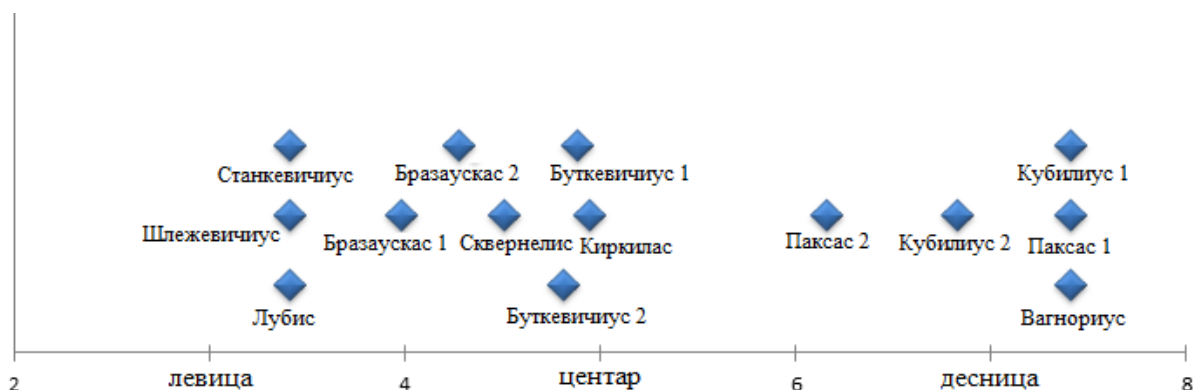 Станкевичиус
Бразаускас 2
Буткевичиус 1
Кубилиус 1
Шлежевичиус
Бразаускас 1
Сквернелис
Киркилас
Паксас 2
Кубилиус 2
Паксас 1
Лубис
Буткевичиус 2
Вагнориус
2
левица
4
центар
6
десница
8